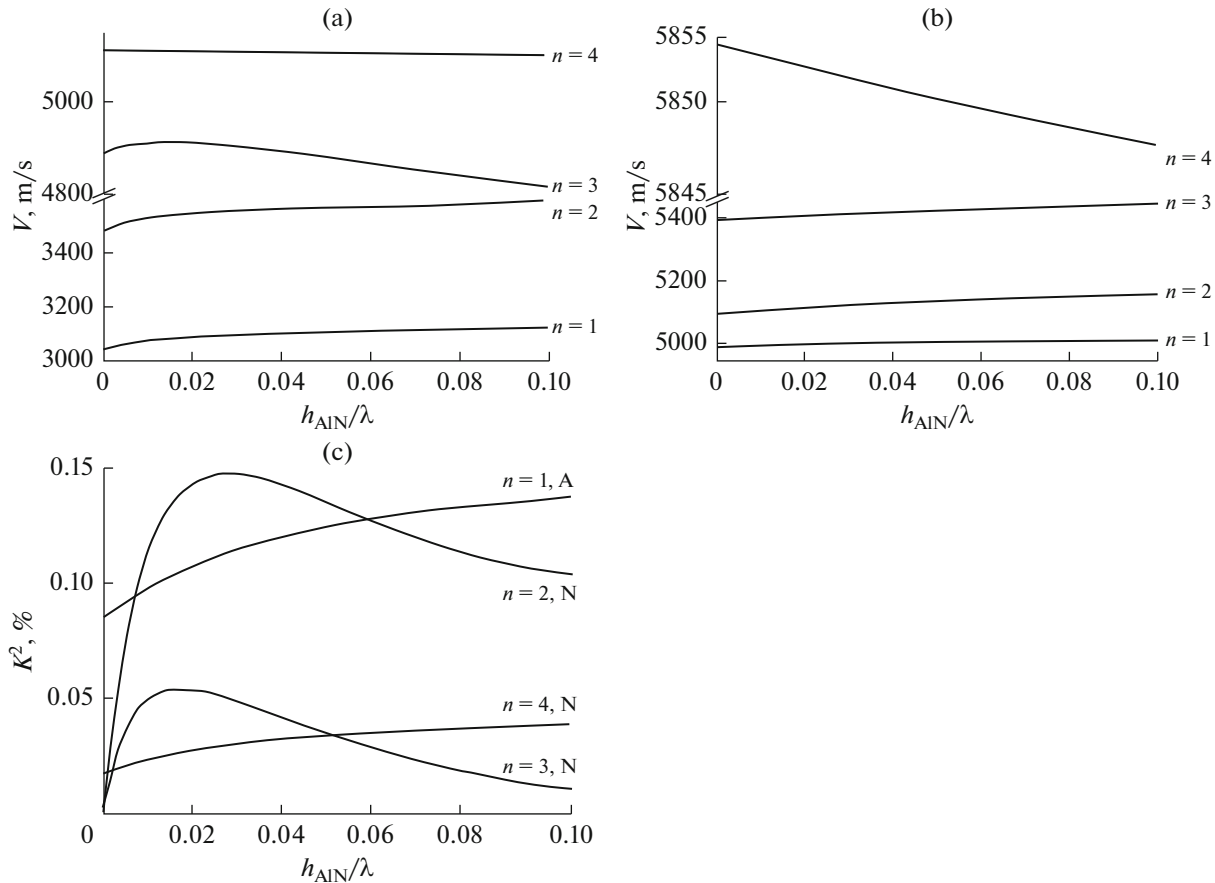 (a)
V, m/s
5000
4800
3400
3200
3000
n = 4
n = 3
n = 2
n = 1
0
0.02
0.04
0.06
0.08
0.10
h_AlN/λ
(b)
V, m/s
5855
5850
5845
5400
5200
5000
n = 4
n = 3
n = 2
n = 1
0
0.02
0.04
0.06
0.08
0.10
h_AlN/λ
(c)
K², %
0.15
0.10
0.05
n = 1, A
n = 2, N
n = 4, N
n = 3, N
0
0.02
0.04
0.06
0.08
0.10
h_AlN/λ